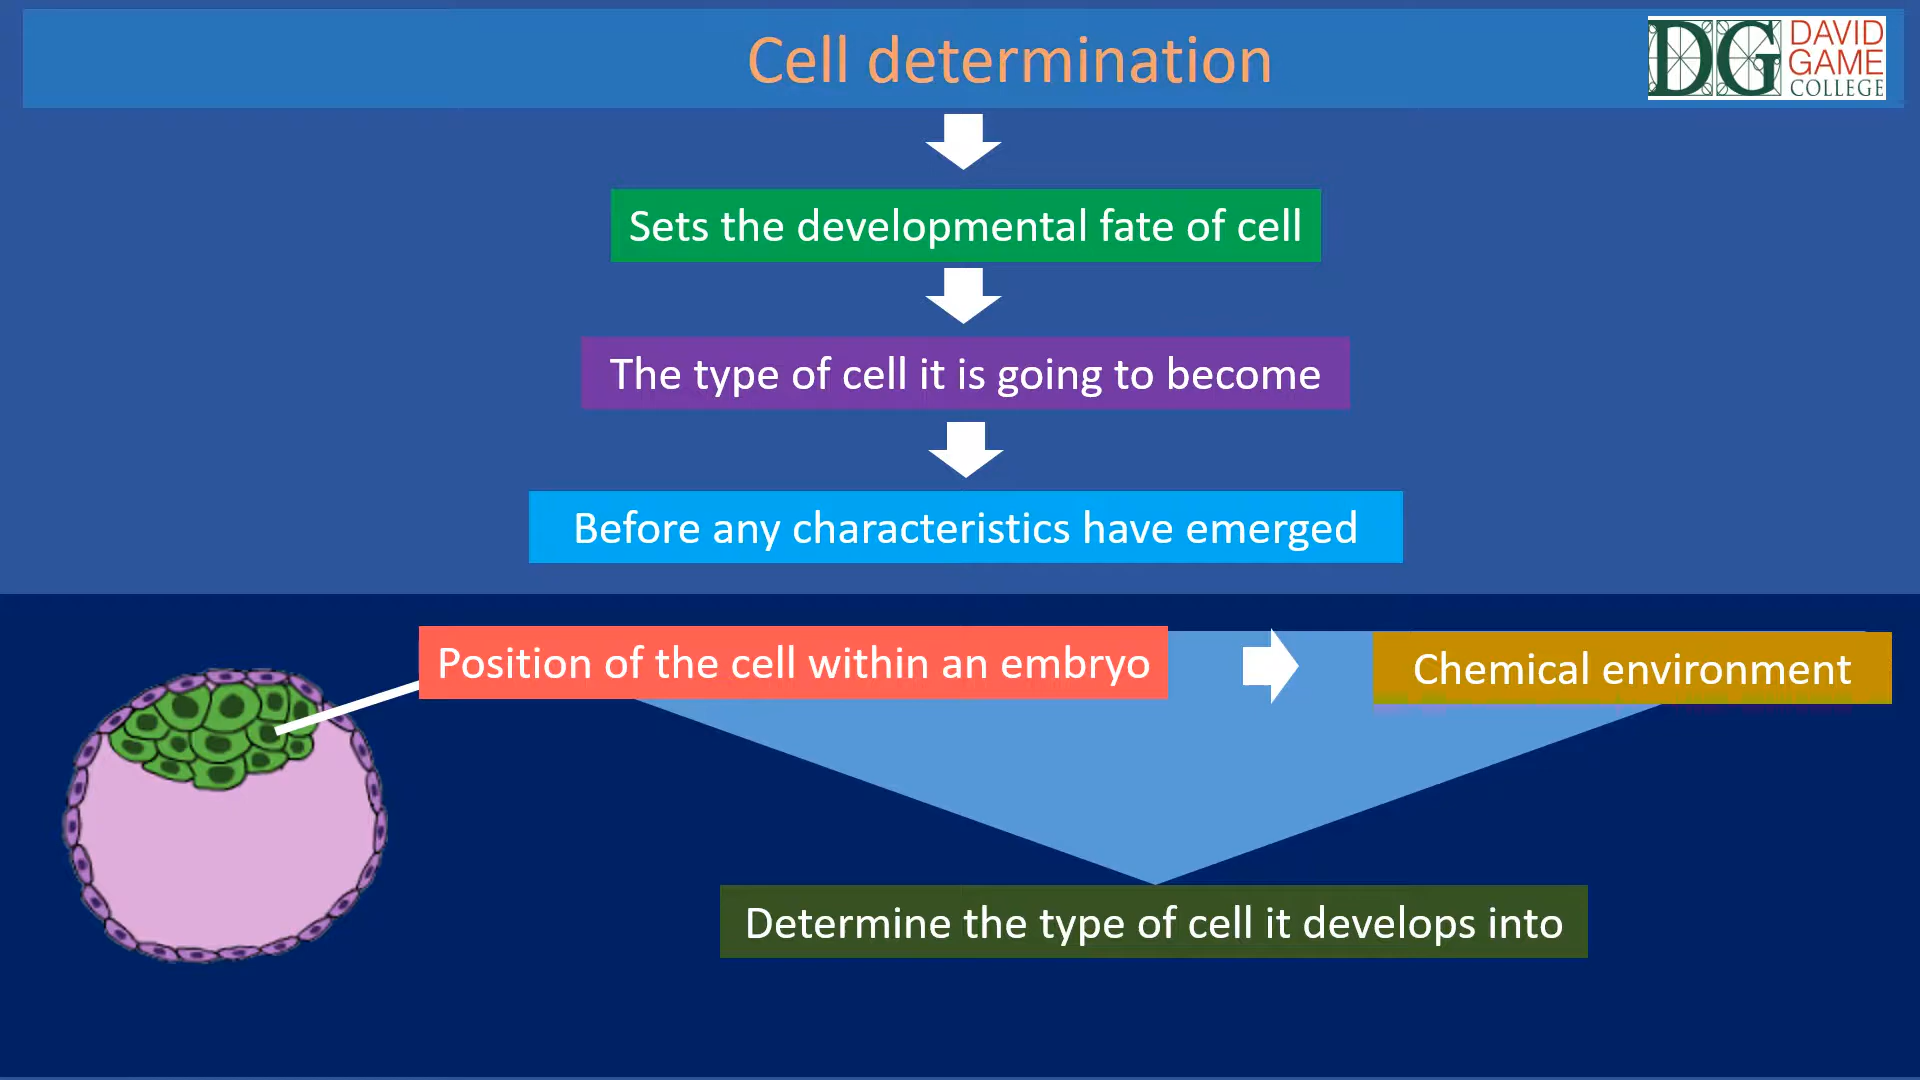 Cell determination
DG DAVID
GAME
COLLEGE
Sets the developmental fate of cell
The type of cell it is going to become
Before any characteristics have emerged
Position of the cell within an embryo
Chemical environment
Determine the type of cell it develops into